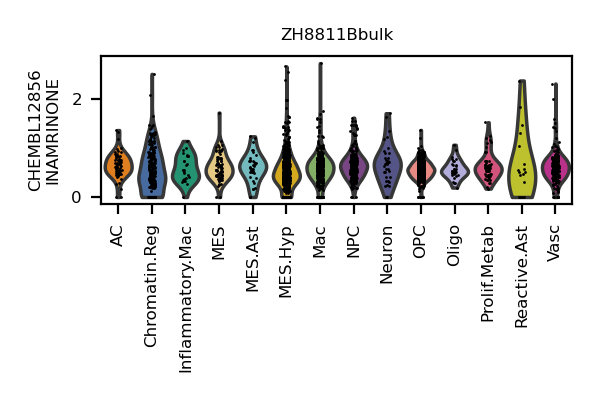 ZH8811Bbulk
CHEMBL12856
INAMRINONE
2
0
AC
Chromatin.Reg
Inflammatory.Mac
MES
MES.Ast
MES.Hyp
Mac
NPC
Neuron
OPC
Oligo
Prolif.Metab
Reactive.Ast
Vasc